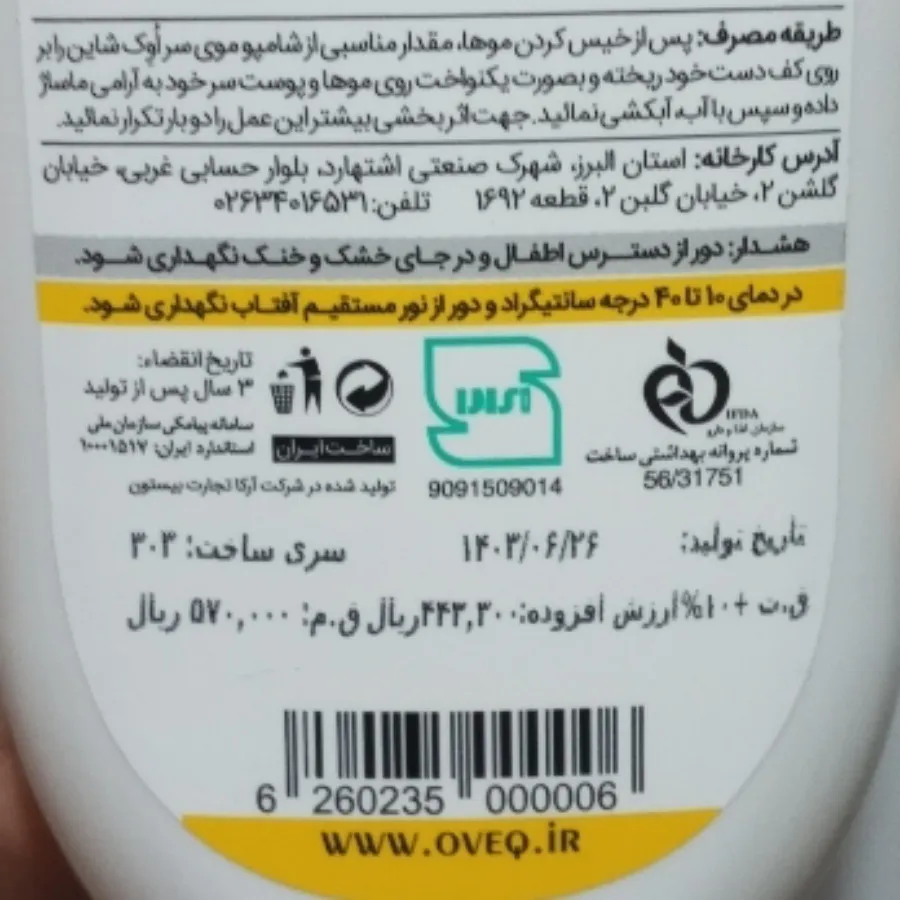 طریقه مصرف: پس از خیس کردن موها، مقدار مناسبی از شامپو موی سر اُوِک شاین را بر
روی کف دست خود ریخته و بصورت یکنواخت روی موها و پوست سر خود به آرامی ماساژ
داده و سپس با آب، آبکشی نمائید. جهت اثر بخشی بیشتر این عمل را دو بار تکرار نمائید.
آدرس کارخانه: استان البرز، شهرک صنعتی اشتهارد، بلوار حسابی غربی، خیابان
گلشن ۲، خیابان گلبن ۲، قطعه ۱۶۹۲ تلفن: ۰۲۶۳۴۰۱۶۵۳۱
هشدار: دور از دسترس اطفال و در جای خشک و خنک نگهداری شود.
در دمای ۱۰ تا ۴۰ درجه سانتیگراد و دور از نور مستقیم آفتاب نگهداری شود.
IFDA
سازمان غذا و دارو
شماره پروانه بهداشتی ساخت
56/31751
9091509014
تاریخ انقضاء:
۳ سال پس از تولید
سامانه پیامکی سازمان ملی
استاندارد ایران: ۱۰۰۰۱۵۱۷
ساخت ایران
تولید شده در شرکت آرکا تجارت بیستون
تاریخ تولید: ۱۴۰۳/۰۶/۲۶ سری ساخت: ۳۰۳
ق.ت +۱۰% ارزش افزوده: ۴۴۳,۳۰۰ ریال ق.م: ۵۷۰,۰۰۰ ریال
6 260235 000006
WWW.OVEQ.iR